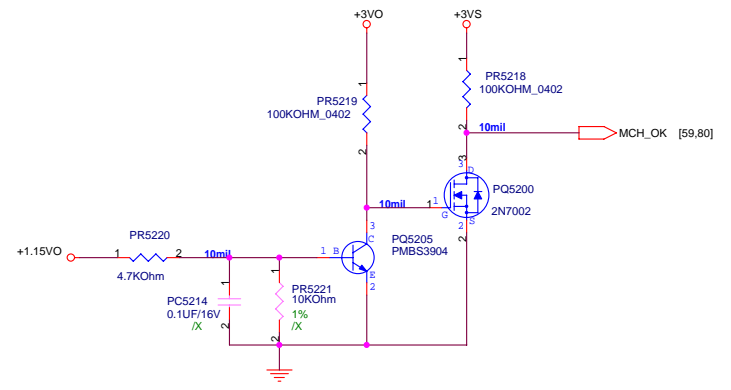 +3VO
+3VS
1
PR5219
100KOHM_0402
2
1
PR5218
100KOHM_0402
2
10mil
MCH_OK [59,80]
3
3
D
PQ5200
2N7002
10mil
1
1
G
S
2
2
+1.15VO
1
PR5220
2
4.7KOhm
10mil
1
B
3
C
E
2
PQ5205
PMBS3904
1
PC5214
0.1UF/16V
/X
2
1
PR5221
10KOhm
1%
/X
2